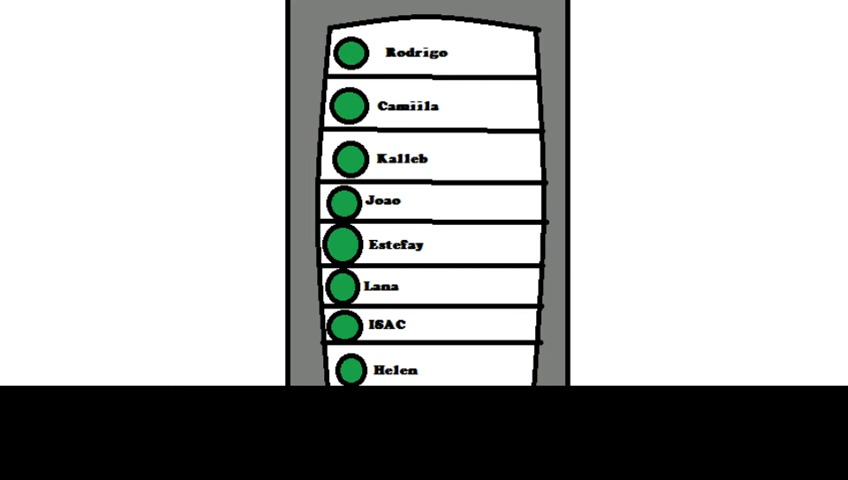 Rodrigo
Camiila
Kalleb
Joao
Estefay
Lana
ISAC
Helen